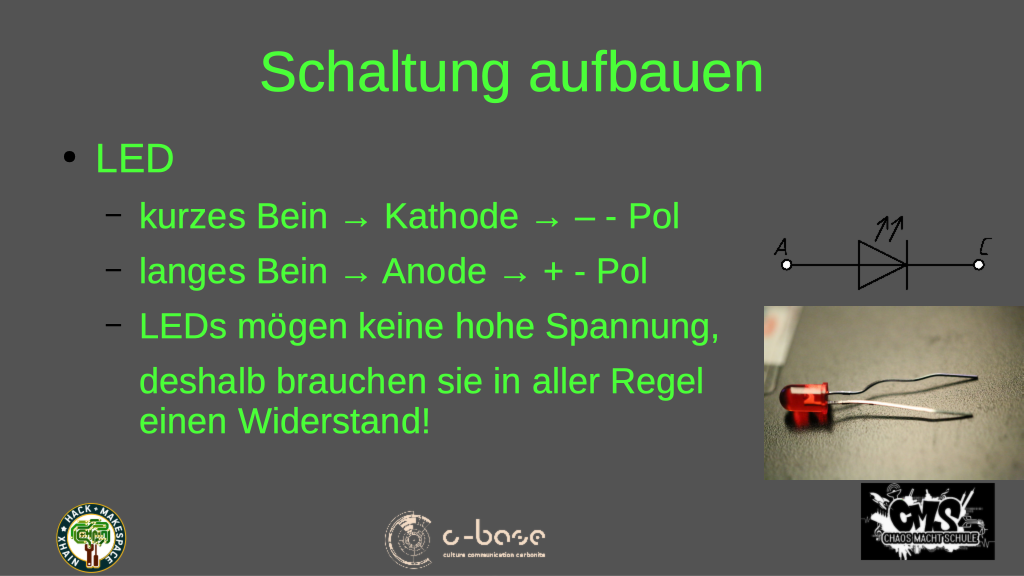 Schaltung aufbauen
LED
kurzes Bein → Kathode → – - Pol
langes Bein → Anode → + - Pol
LEDs mögen keine hohe Spannung,
deshalb brauchen sie in aller Regel
einen Widerstand!
A
C
XHAIN ★ HACK + MAKESPACE ★
c-base
culture communication carbonite
CMS
CHAOS MACHT SCHULE